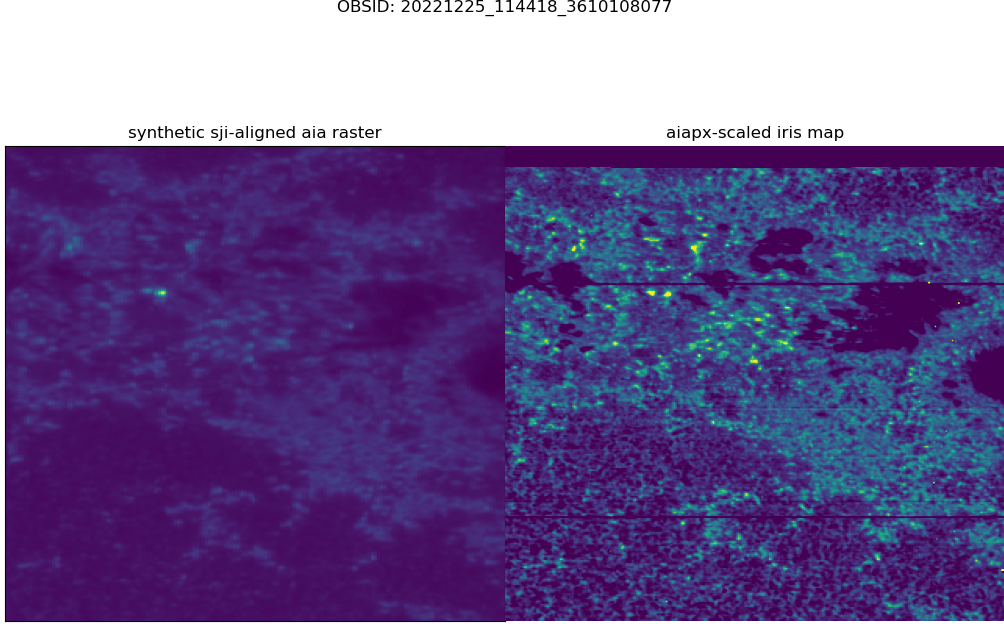 OBSID: 20221225_114418_3610108077
synthetic sji-aligned aia raster
aiapx-scaled iris map